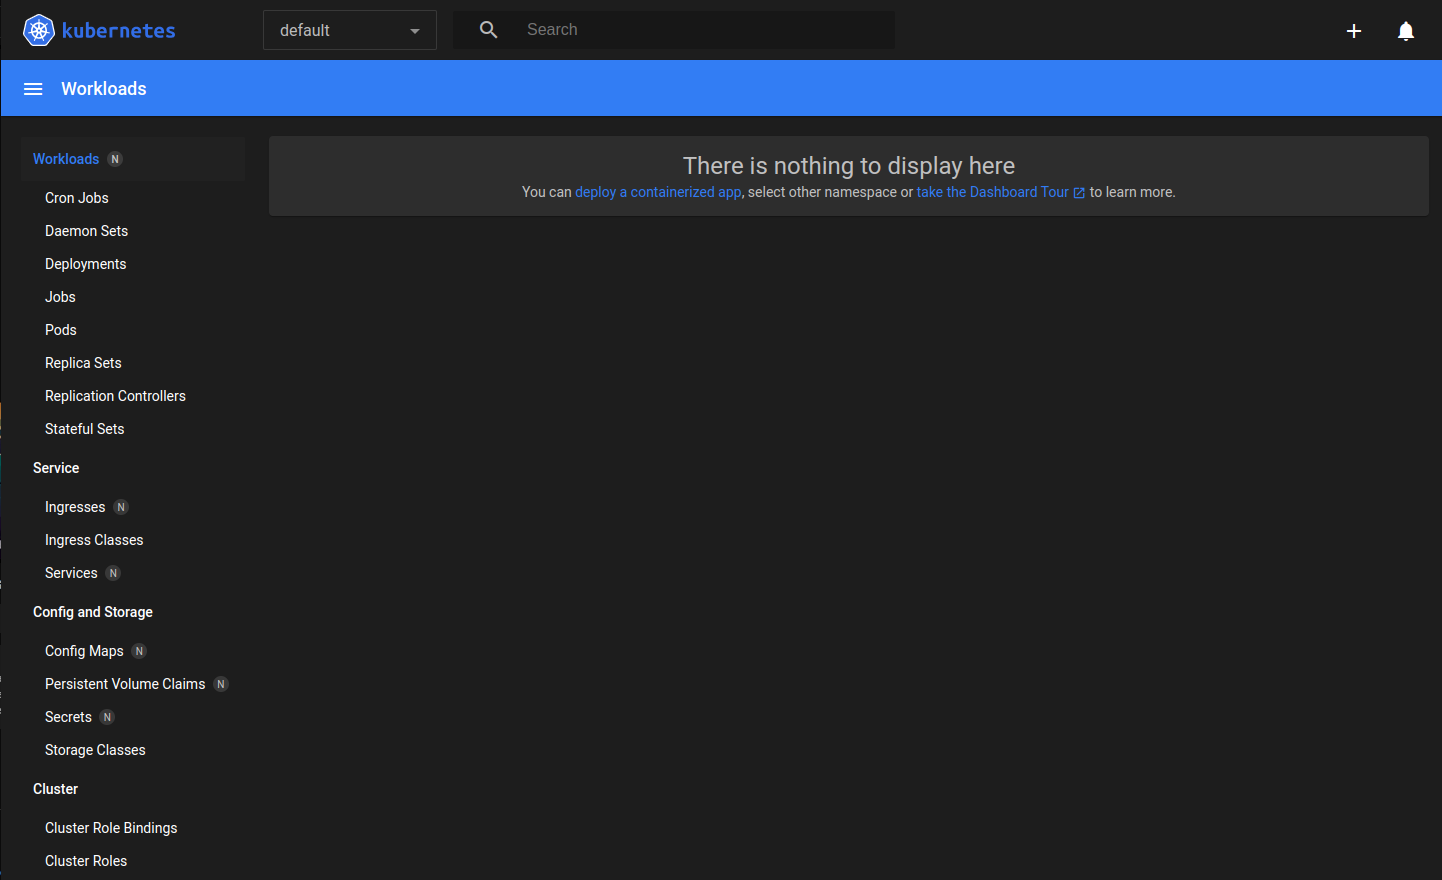 kubernetes
default
Search
Workloads
Workloads N
Cron Jobs
Daemon Sets
Deployments
Jobs
Pods
Replica Sets
Replication Controllers
Stateful Sets
Service
Ingresses N
Ingress Classes
Services N
Config and Storage
Config Maps N
Persistent Volume Claims N
Secrets N
Storage Classes
Cluster
Cluster Role Bindings
Cluster Roles
There is nothing to display here
You can deploy a containerized app, select other namespace or take the Dashboard Tour to learn more.